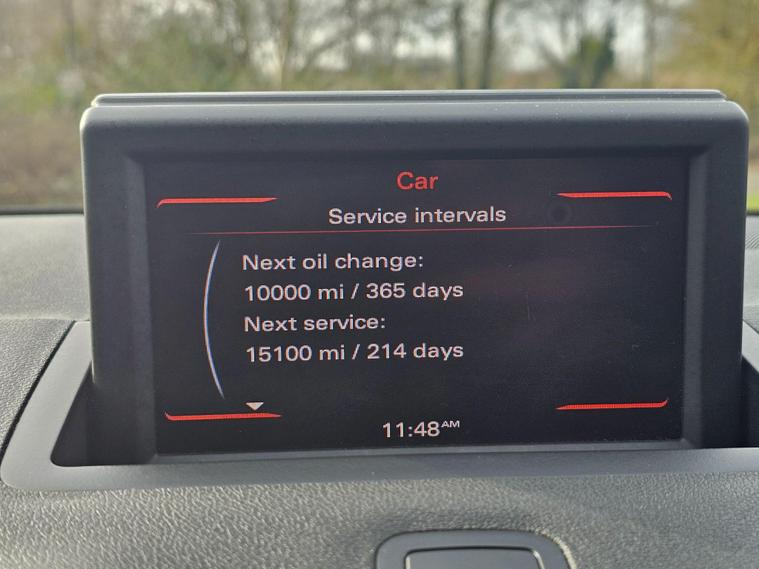 Car
Service intervals
Next oil change:
10000 mi / 365 days
Next service:
15100 mi / 214 days
11:48AM